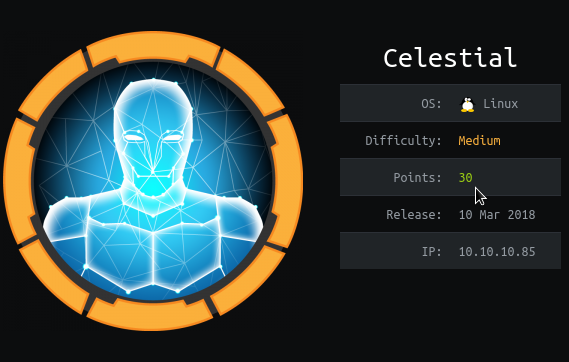 Celestial
OS: Linux
Difficulty: Medium
Points: 30
Release: 10 Mar 2018
IP: 10.10.10.85